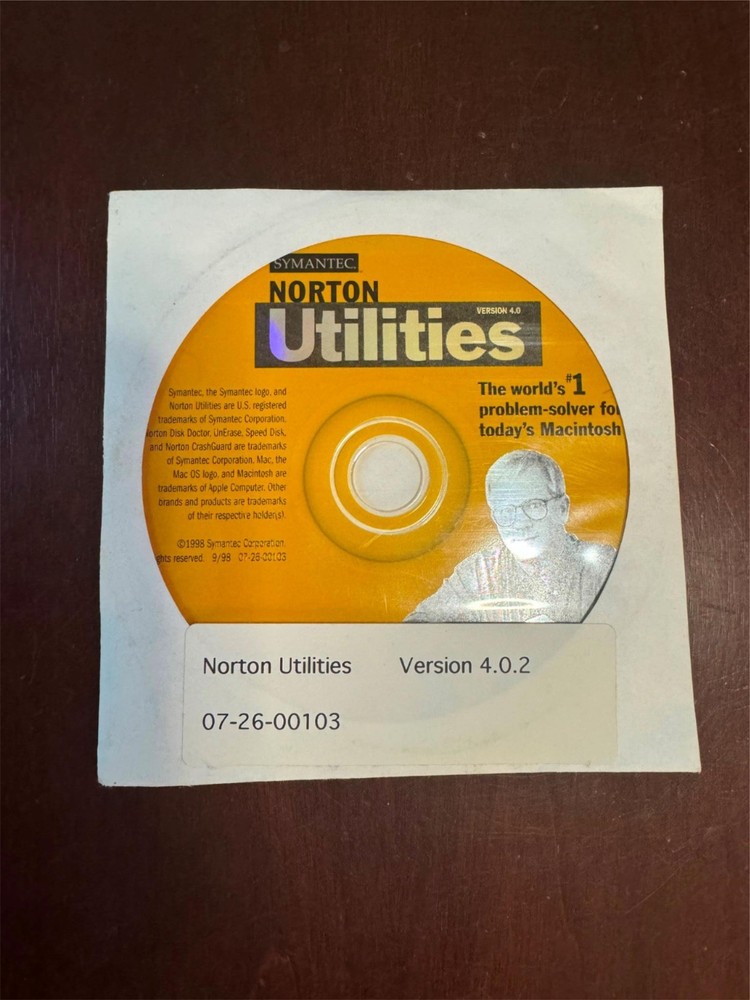 SYMANTEC.
NORTON
VERSION 4.0
Utilities
Symantec, the Symantec logo, and
Norton Utilities are U.S. registered
trademarks of Symantec Corporation.
orton Disk Doctor, UnErase, Speed Disk,
and Norton CrashGuard are trademarks
of Symantec Corporation. Mac, the
Mac OS logo, and Macintosh are
trademarks of Apple Computer. Other
brands and products are trademarks
of their respective holder(s).
©1998 Symantec Corporation.
ghts reserved. 9/98 07-26-00103
The world's #1
problem-solver for
today's Macintosh
Norton Utilities Version 4.0.2
07-26-00103